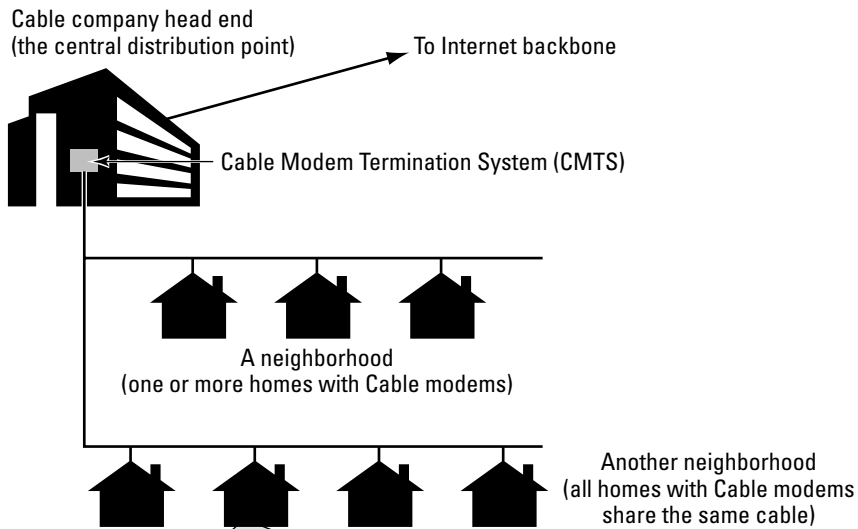 Cable company head end
(the central distribution point)
To Internet backbone
Cable Modem Termination System (CMTS)
A neighborhood
(one or more homes with Cable modems)
Another neighborhood
(all homes with Cable modems
share the same cable)